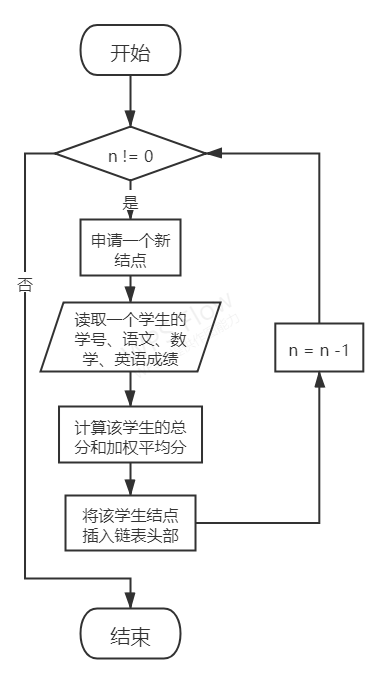 开始
n != 0
是
申请一个新
结点
否
读取一个学生的
学号、语文、数
学、英语成绩
n = n -1
计算该学生的总
分和加权平均分
将该学生结点
插入链表头部
结束